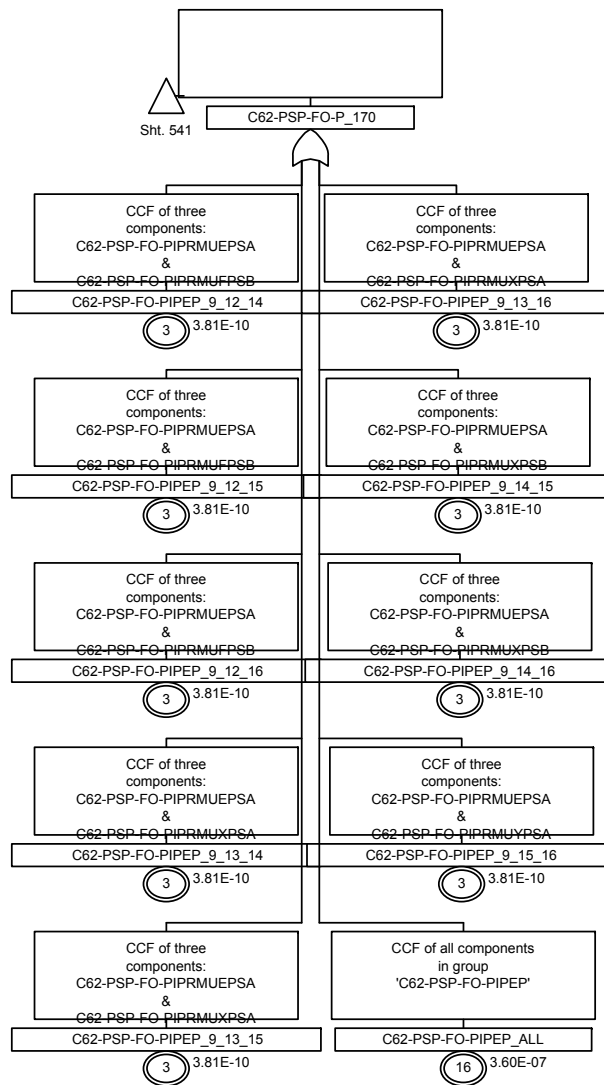 Sht. 541
C62-PSP-FO-P_170
CCF of three
components:
C62-PSP-FO-PIPRMUEPSA
&
C62-PSP-FO-PIPRMUFPSB
C62-PSP-FO-PIPEP_9_12_14
3
3.81E-10
CCF of three
components:
C62-PSP-FO-PIPRMUEPSA
&
C62-PSP-FO-PIPRMUXPSA
C62-PSP-FO-PIPEP_9_13_16
3
3.81E-10
CCF of three
components:
C62-PSP-FO-PIPRMUEPSA
&
C62-PSP-FO-PIPRMUFPSB
C62-PSP-FO-PIPEP_9_12_15
3
3.81E-10
CCF of three
components:
C62-PSP-FO-PIPRMUEPSA
&
C62-PSP-FO-PIPRMUXPSB
C62-PSP-FO-PIPEP_9_14_15
3
3.81E-10
CCF of three
components:
C62-PSP-FO-PIPRMUEPSA
&
C62-PSP-FO-PIPRMUFPSB
C62-PSP-FO-PIPEP_9_12_16
3
3.81E-10
CCF of three
components:
C62-PSP-FO-PIPRMUEPSA
&
C62-PSP-FO-PIPRMUXPSB
C62-PSP-FO-PIPEP_9_14_16
3
3.81E-10
CCF of three
components:
C62-PSP-FO-PIPRMUEPSA
&
C62-PSP-FO-PIPRMUXPSA
C62-PSP-FO-PIPEP_9_13_14
3
3.81E-10
CCF of three
components:
C62-PSP-FO-PIPRMUEPSA
&
C62-PSP-FO-PIPRMUYPSA
C62-PSP-FO-PIPEP_9_15_16
3
3.81E-10
CCF of three
components:
C62-PSP-FO-PIPRMUEPSA
&
C62-PSP-FO-PIPRMUXPSA
C62-PSP-FO-PIPEP_9_13_15
3
3.81E-10
CCF of all components
in group
'C62-PSP-FO-PIPEP'
C62-PSP-FO-PIPEP_ALL
16
3.60E-07